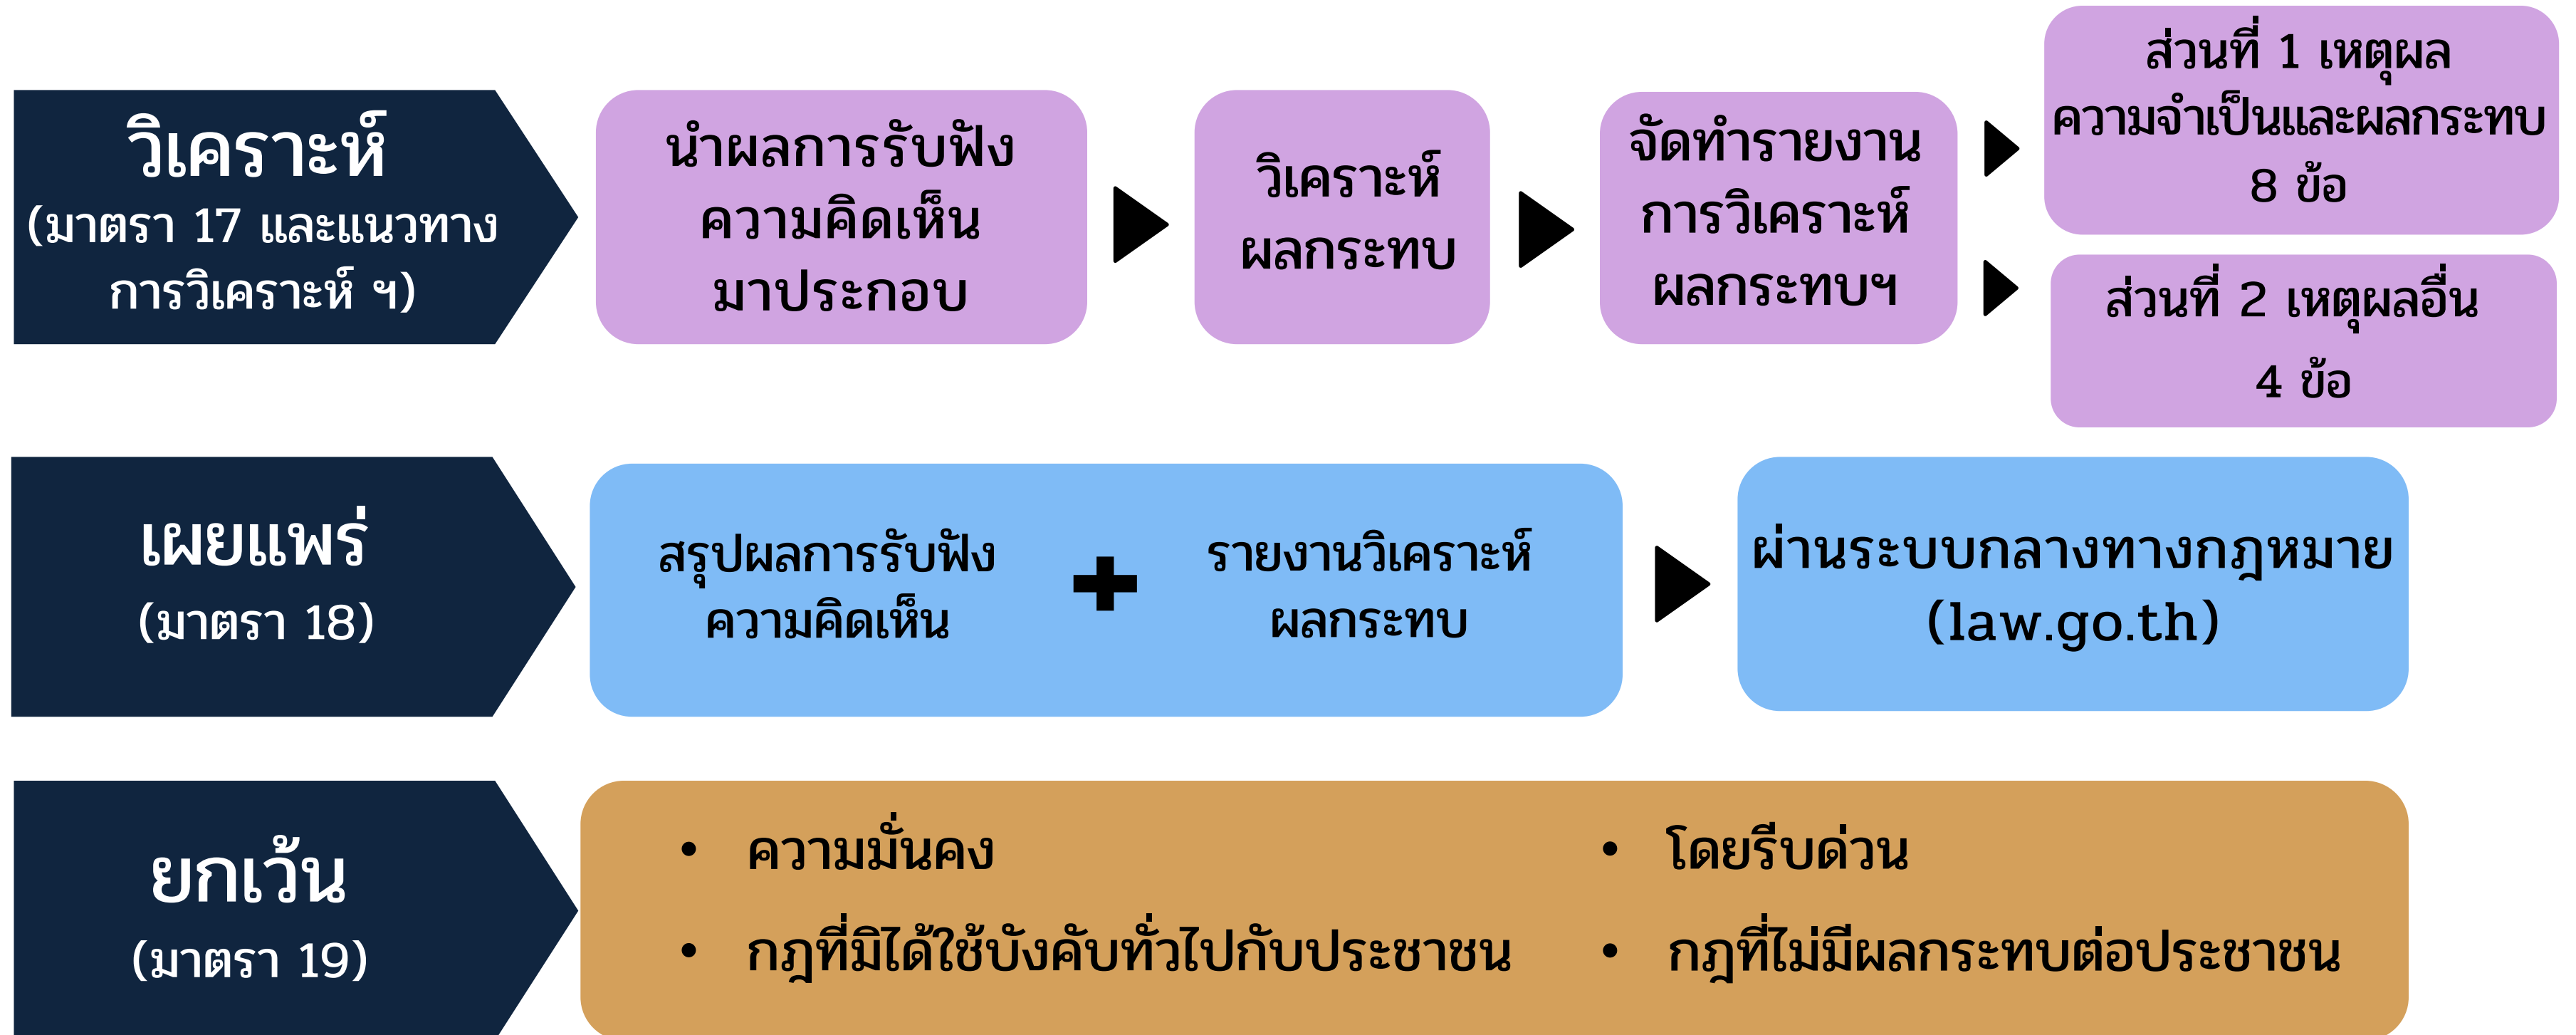 วิเคราะห์
(มาตรา 17 และแนวทาง
การวิเคราะห์ ฯ)
นำผลการรับฟัง
ความคิดเห็น
มาประกอบ
วิเคราะห์
ผลกระทบ
จัดทำรายงาน
การวิเคราะห์
ผลกระทบฯ
ส่วนที่ 1 เหตุผล
ความจำเป็นและผลกระทบ
8 ข้อ
ส่วนที่ 2 เหตุผลอื่น
4 ข้อ
เผยแพร่
(มาตรา 18)
สรุปผลการรับฟัง
ความคิดเห็น
+
รายงานวิเคราะห์
ผลกระทบ
ผ่านระบบกลางทางกฎหมาย
(law.go.th)
ยกเว้น
(มาตรา 19)
• ความมั่นคง
• กฎที่มิได้ใช้บังคับทั่วไปกับประชาชน
• โดยรีบด่วน
• กฎที่ไม่มีผลกระทบต่อประชาชน